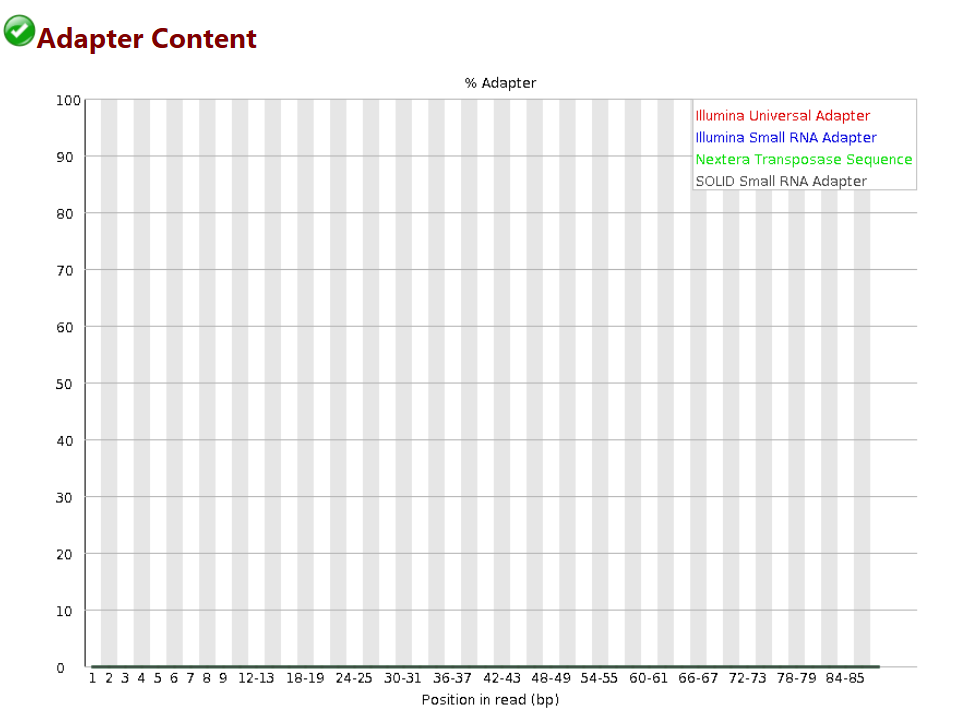 Adapter Content
% Adapter
100
Illumina Universal Adapter
Illumina Small RNA Adapter
Nextera Transposase Sequence
SOLID Small RNA Adapter
90
80
70
60
50
40
30
20
10
0
1 2 3 4 5 6 7 8 9 12-13 18-19 24-25 30-31 36-37 42-43 48-49 54-55 60-61 66-67 72-73 78-79 84-85
Position in read (bp)